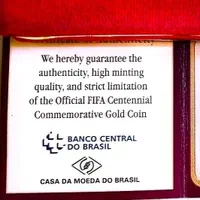 We hereby guarantee the
authenticity, high minting
quality, and strict limitation
of the Official FIFA Centennial
Commemorative Gold Coin
BANCO CENTRAL
DO BRASIL
CASA DA MOEDA DO BRASIL